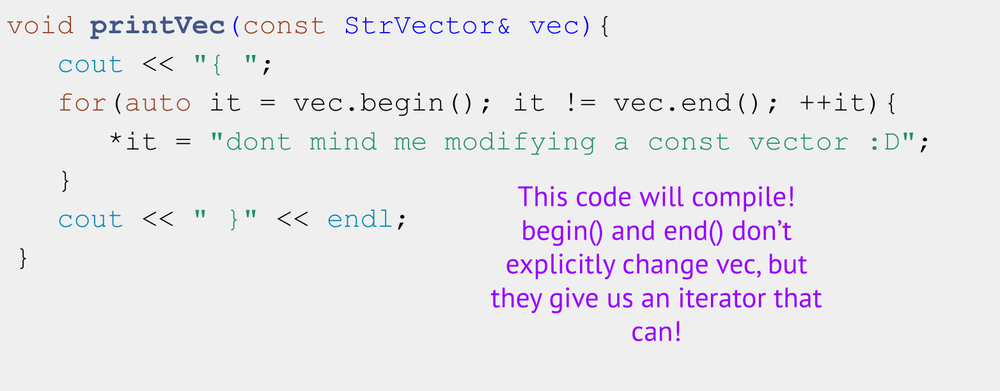 void printVec(const StrVector& vec){
cout << "{ ";
for(auto it = vec.begin(); it != vec.end(); ++it){
*it = "dont mind me modifying a const vector :D";
}
cout << " }" << endl;
}
This code will compile!
begin() and end() don’t
explicitly change vec, but
they give us an iterator that
can!